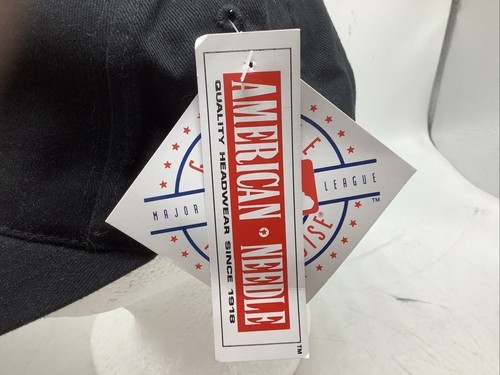 AMERICAN NEEDLE
QUALITY HEADWEAR SINCE 1918
TM
MAJOR LEAGUE
TM